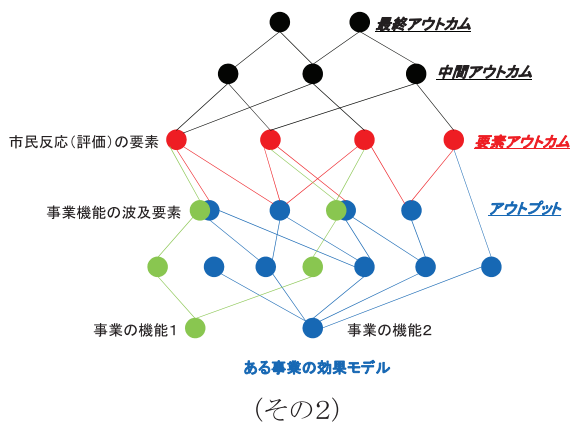 最終アウトカム
中間アウトカム
市民反応（評価）の要素
要素アウトカム
事業機能の波及要素
アウトプット
事業の機能１
事業の機能２
ある事業の効果モデル
（その２）